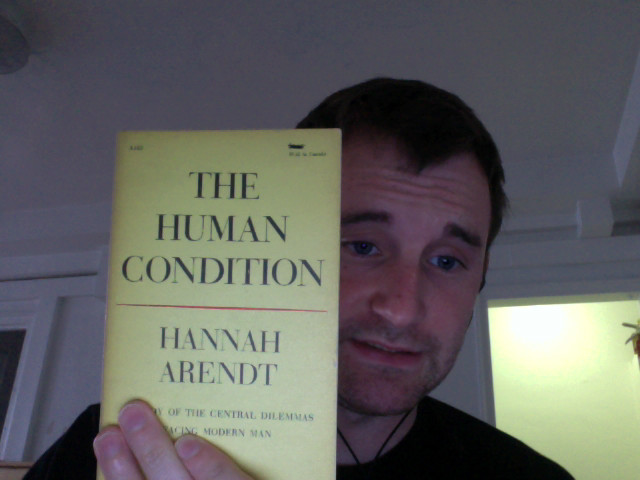 THE
HUMAN
CONDITION
HANNAH
ARENDT
OF THE CENTRAL DILEMMAS
MODERN MAN